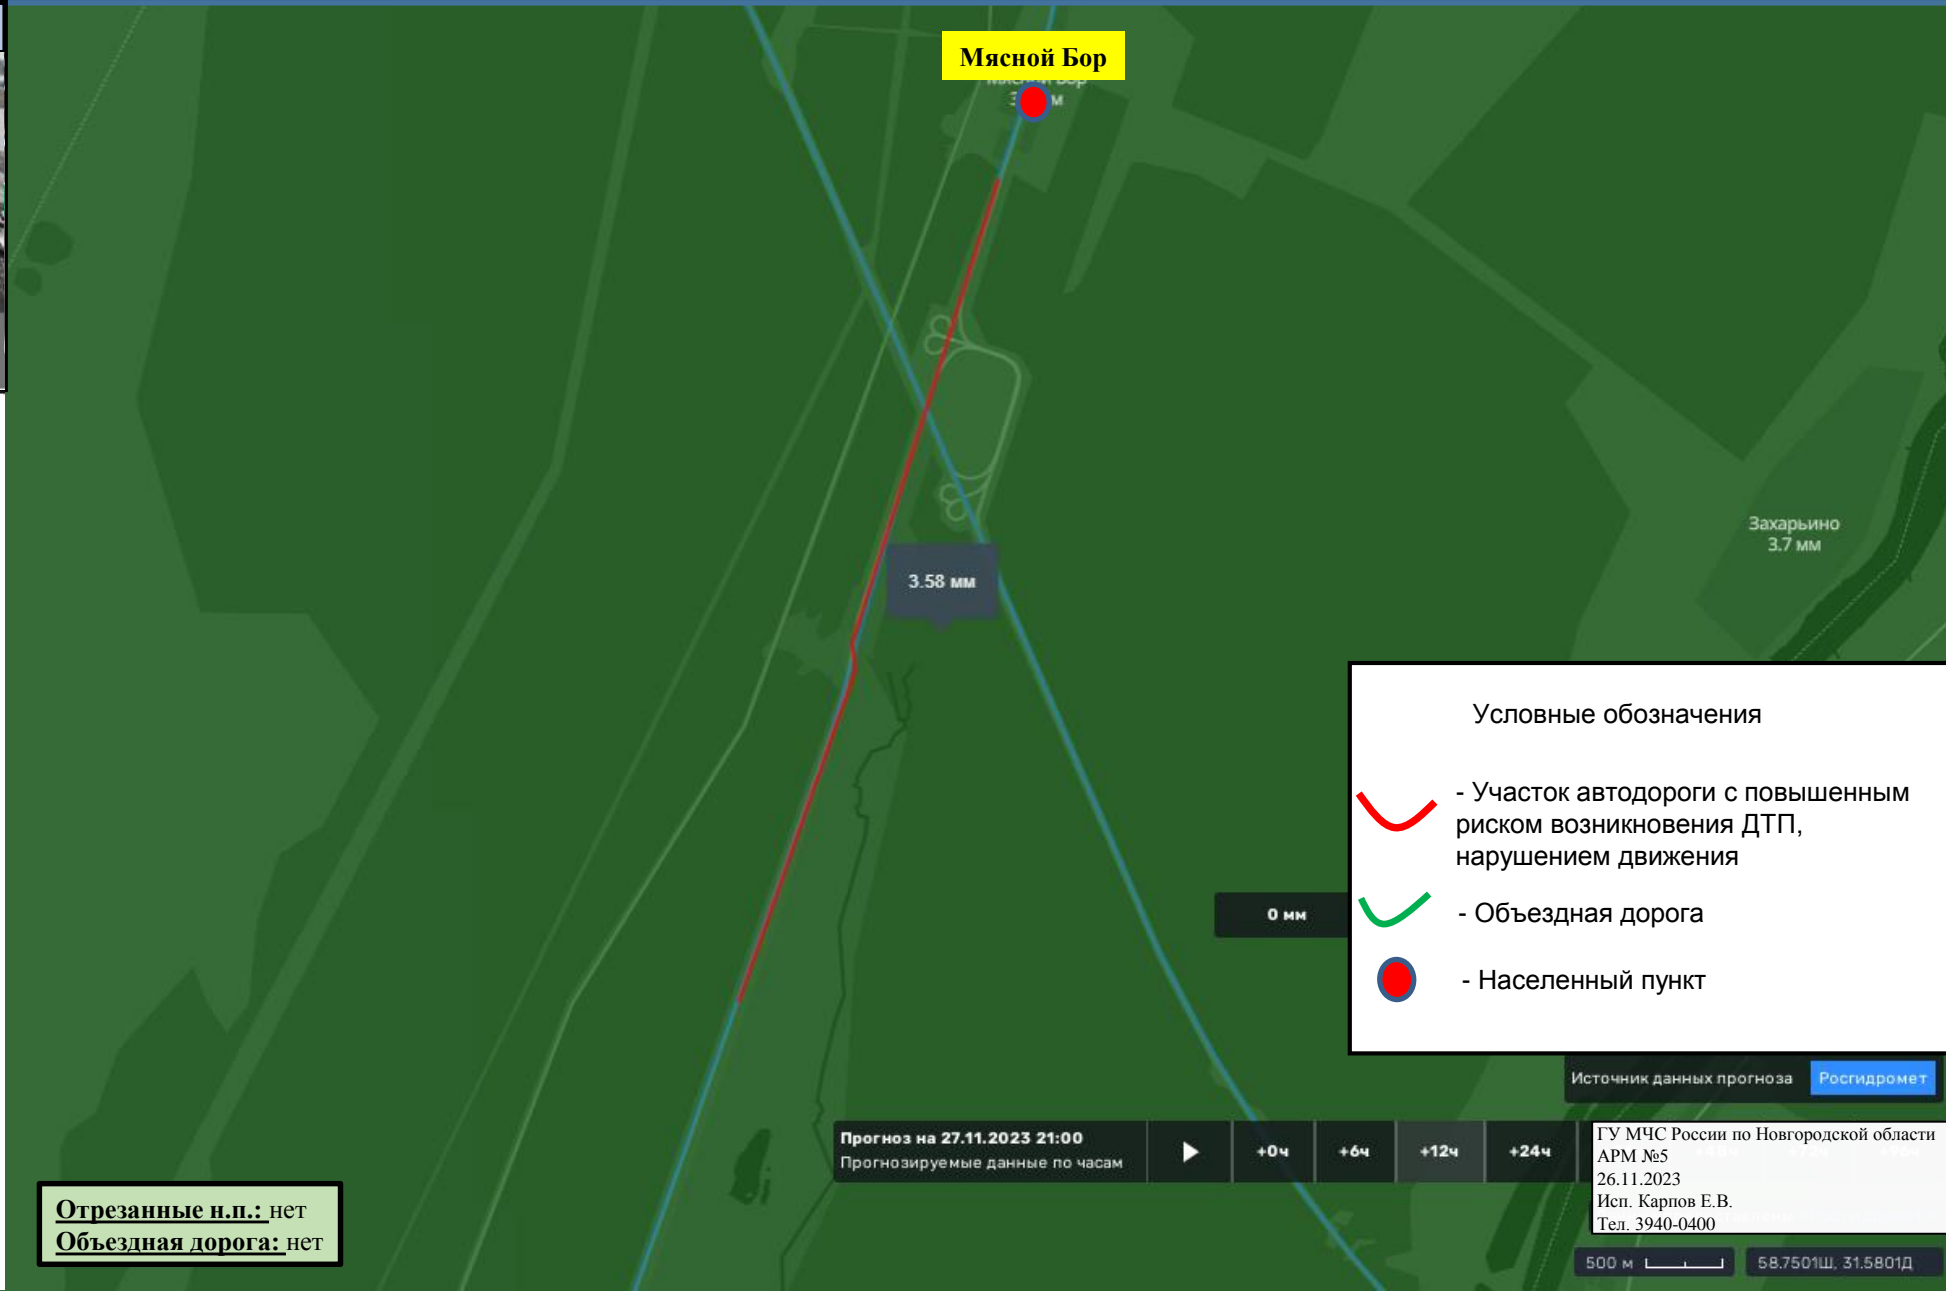 Мясной Бор
Захарьино
3.7 мм
3.58 мм
Условные обозначения
- Участок автодороги с повышенным
риском возникновения ДТП,
нарушением движения
0 мм
- Объездная дорога
- Населенный пункт
Источник данных прогноза Росгидромет
Прогноз на 27.11.2023 21:00
Прогнозируемые данные по часам
+0ч +6ч +12ч +24ч
ГУ МЧС России по Новгородской области
АРМ №5
26.11.2023
Исп. Карпов Е.В.
Тел. 3940-0400
Отрезанные н.п.: нет
Объездная дорога: нет
500 м
58.7501Ш, 31.5801Д